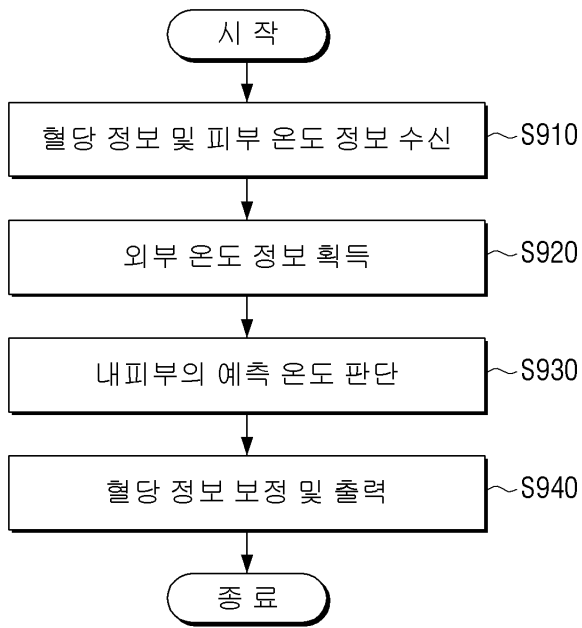 시 작
혈당 정보 및 피부 온도 정보 수신
S910
외부 온도 정보 획득
S920
내피부의 예측 온도 판단
S930
혈당 정보 보정 및 출력
S940
종 료